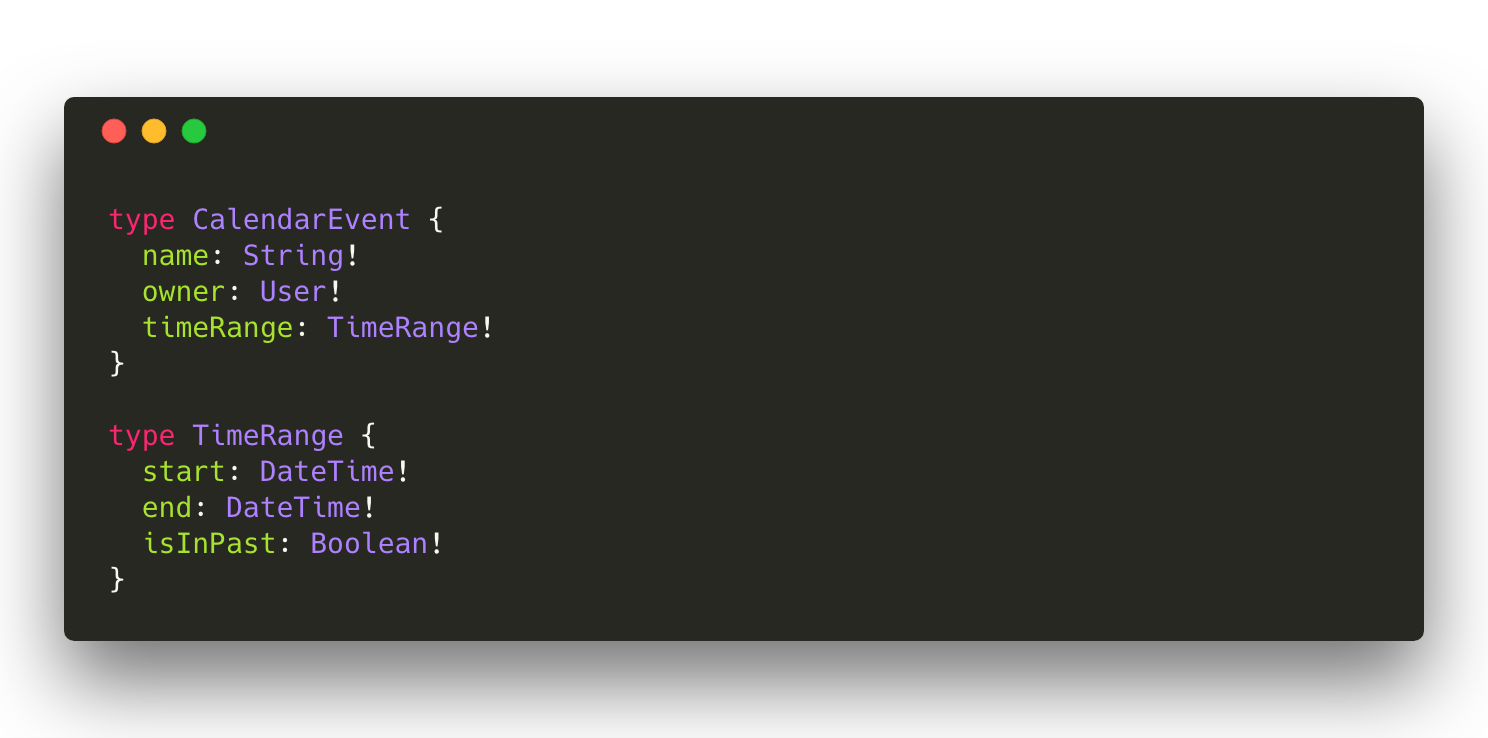 type CalendarEvent {
  name: String!
  owner: User!
  timeRange: TimeRange!
}

type TimeRange {
  start: DateTime!
  end: DateTime!
  isInPast: Boolean!
}